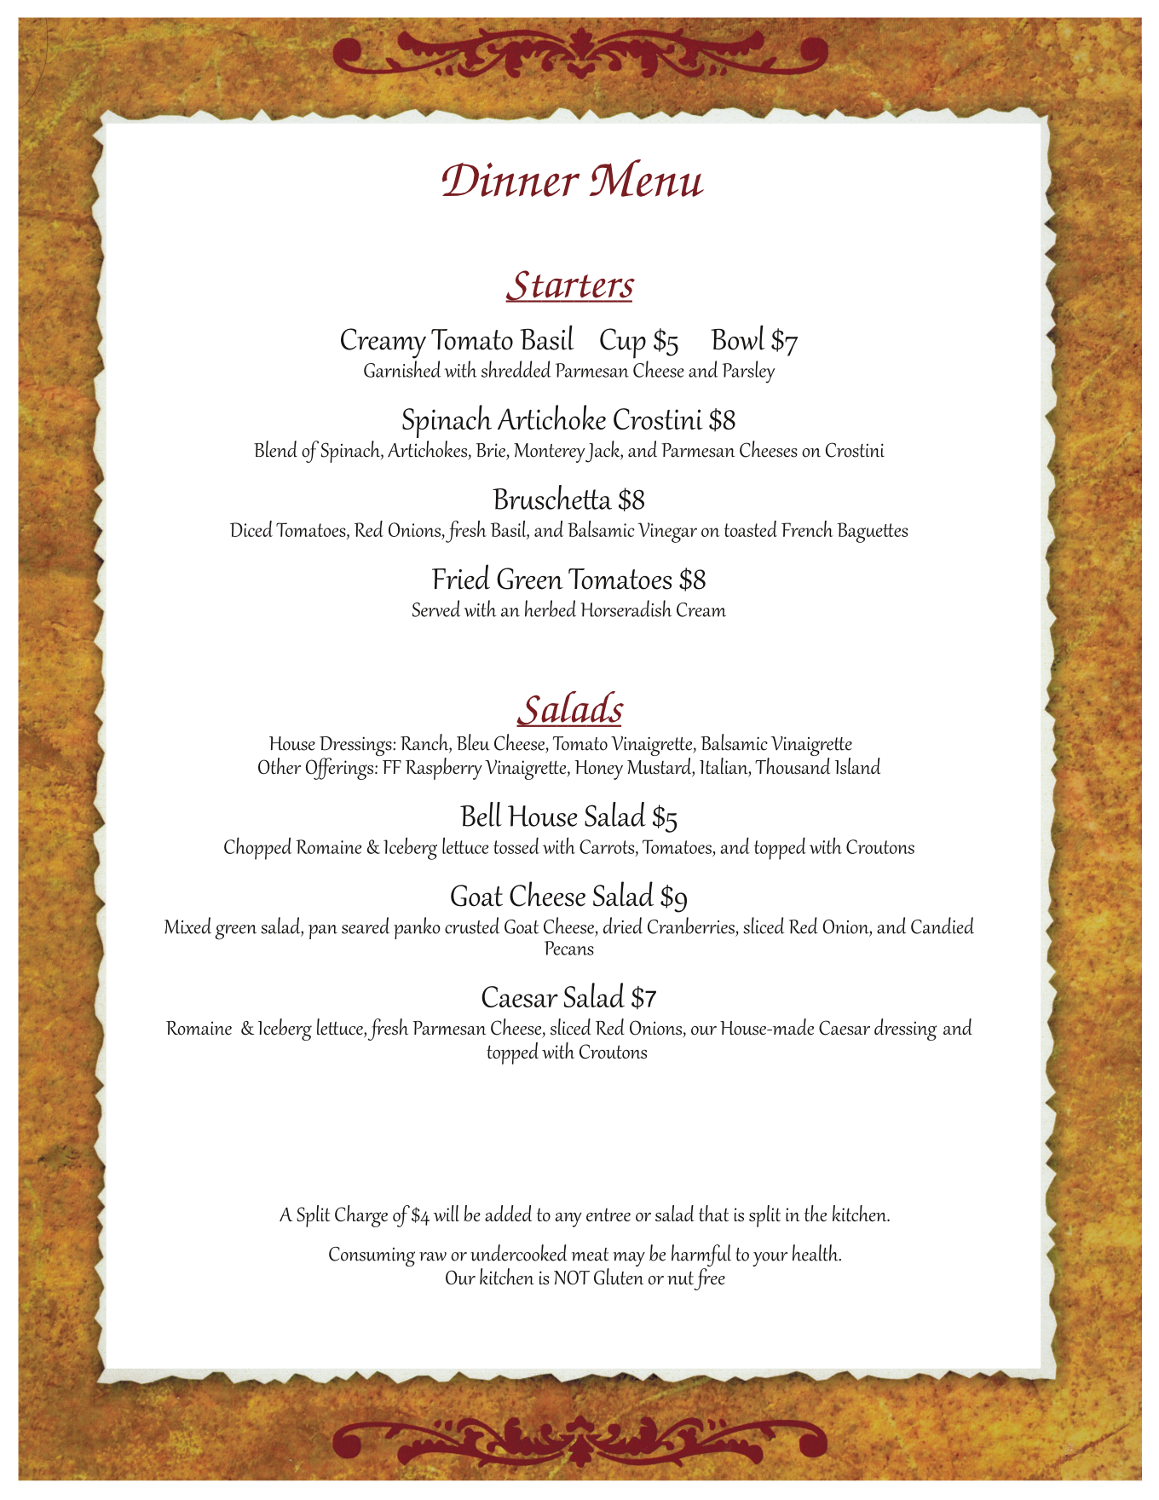 Dinner Menu
Starters
Creamy Tomato Basil Cup $5 Bowl $7
Garnished with shredded Parmesan Cheese and Parsley
Spinach Artichoke Crostini $8
Blend of Spinach, Artichokes, Brie, Monterey Jack, and Parmesan Cheeses on Crostini
Bruschetta $8
Diced Tomatoes, Red Onions, fresh Basil, and Balsamic Vinegar on toasted French Baguettes
Fried Green Tomatoes $8
Served with an herbed Horseradish Cream
Salads
House Dressings: Ranch, Bleu Cheese, Tomato Vinaigrette, Balsamic Vinaigrette
Other Offerings: FF Raspberry Vinaigrette, Honey Mustard, Italian, Thousand Island
Bell House Salad $5
Chopped Romaine & Iceberg lettuce tossed with Carrots, Tomatoes, and topped with Croutons
Goat Cheese Salad $9
Mixed green salad, pan seared panko crusted Goat Cheese, dried Cranberries, sliced Red Onion, and Candied
Pecans
Caesar Salad $7
Romaine & Iceberg lettuce, fresh Parmesan Cheese, sliced Red Onions, our House-made Caesar dressing and
topped with Croutons
A Split Charge of $4 will be added to any entree or salad that is split in the kitchen.
Consuming raw or undercooked meat may be harmful to your health.
Our kitchen is NOT Gluten or nut free